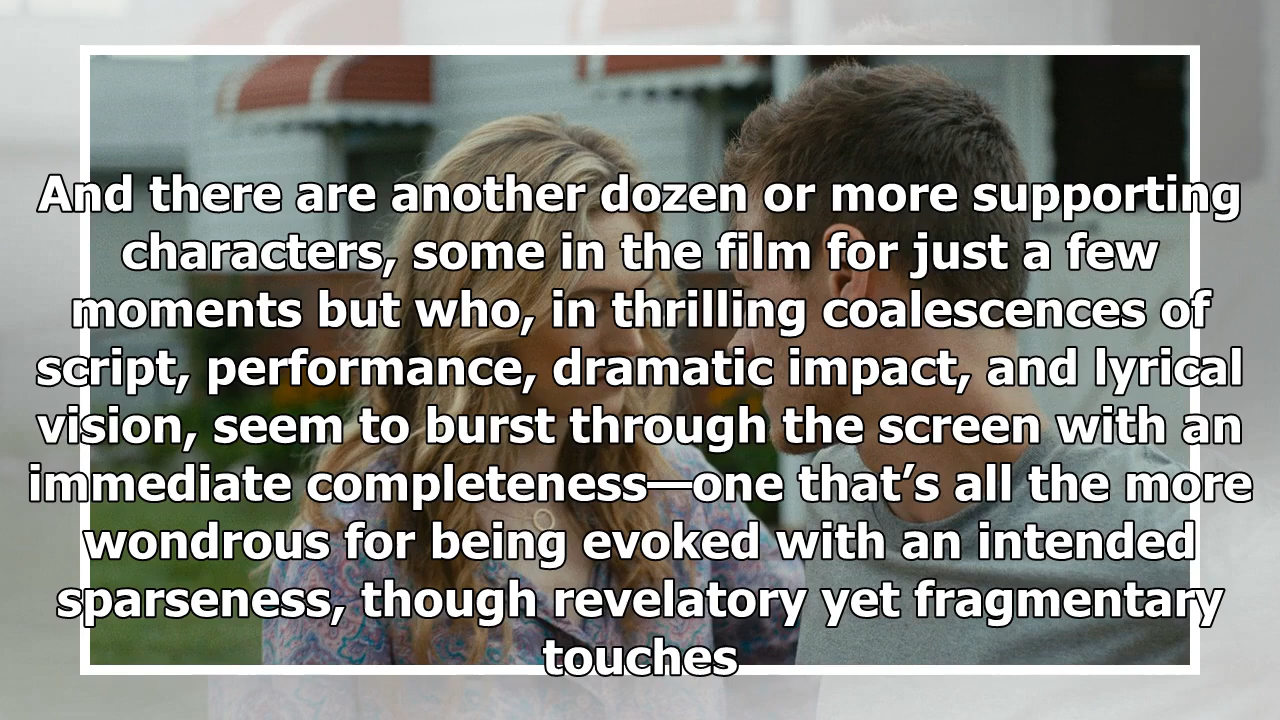 And there are another dozen or more supporting
characters, some in the film for just a few
moments but who, in thrilling coalescences of
script, performance, dramatic impact, and lyrical
vision, seem to burst through the screen with an
immediate completeness—one that’s all the more
wondrous for being evoked with an intended
sparseness, though revelatory yet fragmentary
touches